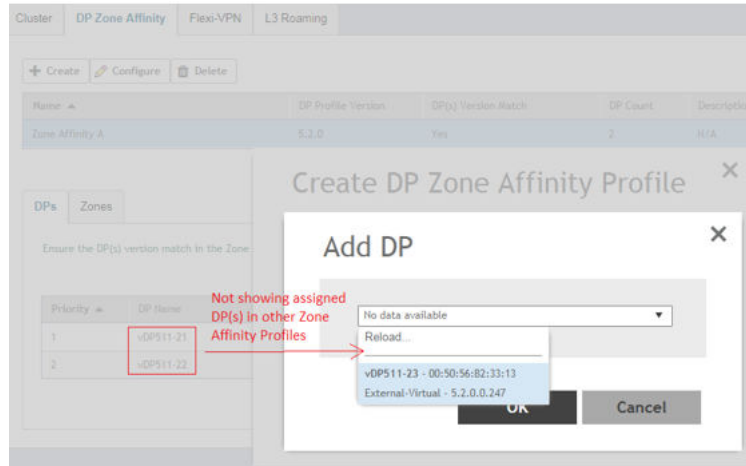 Cluster DP Zone Affinity Flexi-VPN L3 Roaming
Create Configure Delete
Name DP Profile Version DP(s) Version Match DP Count Descriptio
Zone Affinity A 5.2.0 Yes 2 N/A
Create DP Zone Affinity Profile
DPs Zones
Ensure the DP(s) version match in the Zone
Add DP
Priority DP Name
1 vDP511-21
2 vDP511-22
Not showing assigned
DP(s) in other Zone
Affinity Profiles
No data available
Reload...
vDP511-23 - 00:50:56:82:33:13
External-Virtual - 5.2.0.0.247
OK Cancel